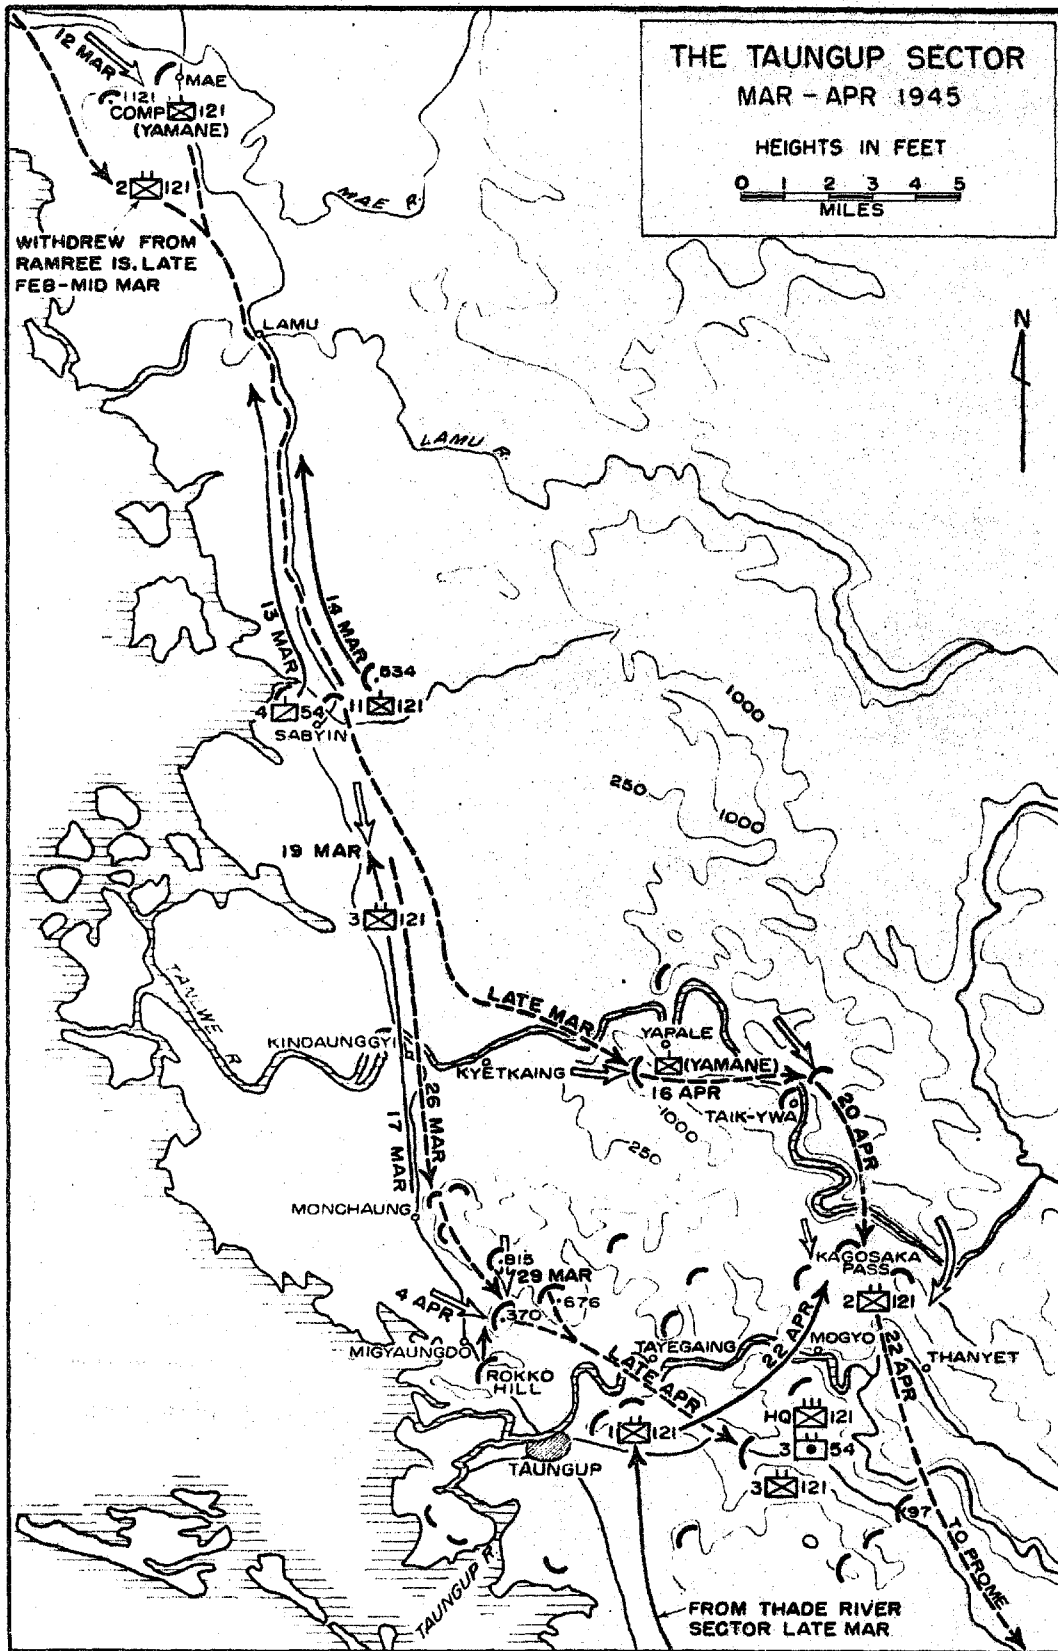 THE TAUNGUP SECTOR
MAR - APR 1945
HEIGHTS IN FEET
0 1 2 3 4 5
MILES
12 MAR
MAE
1121
COMP 121
(YAMANE)
2 121
MAE R.
WITHDREW FROM
RAMREE IS. LATE
FEB-MID MAR
LAMU
N
LAMU R.
13 MAR
14 MAR
534
4 54
11 121
SABYIN
1000
250
1000
19 MAR
3 121
TANLWE R.
LATE MAR
KINDAUNGGYI
YAPALE
KYETKAING
(YAMANE)
16 APR
TAIK-YWA
20 APR
1000
250
26 MAR
17 MAR
MONCHAUNG
815
29 MAR
676
KAGOSAKA
PASS
4 APR
370
2 121
MIGYAUNGDO
TAYEGAING
22 APR
MOGYO
22 APR
THANYET
ROKKO
HILL
LATE APR
HQ 121
1 121
3 54
TAUNGUP
3 121
797
TO PROME
TAUNGUP R.
FROM THADE RIVER
SECTOR LATE MAR